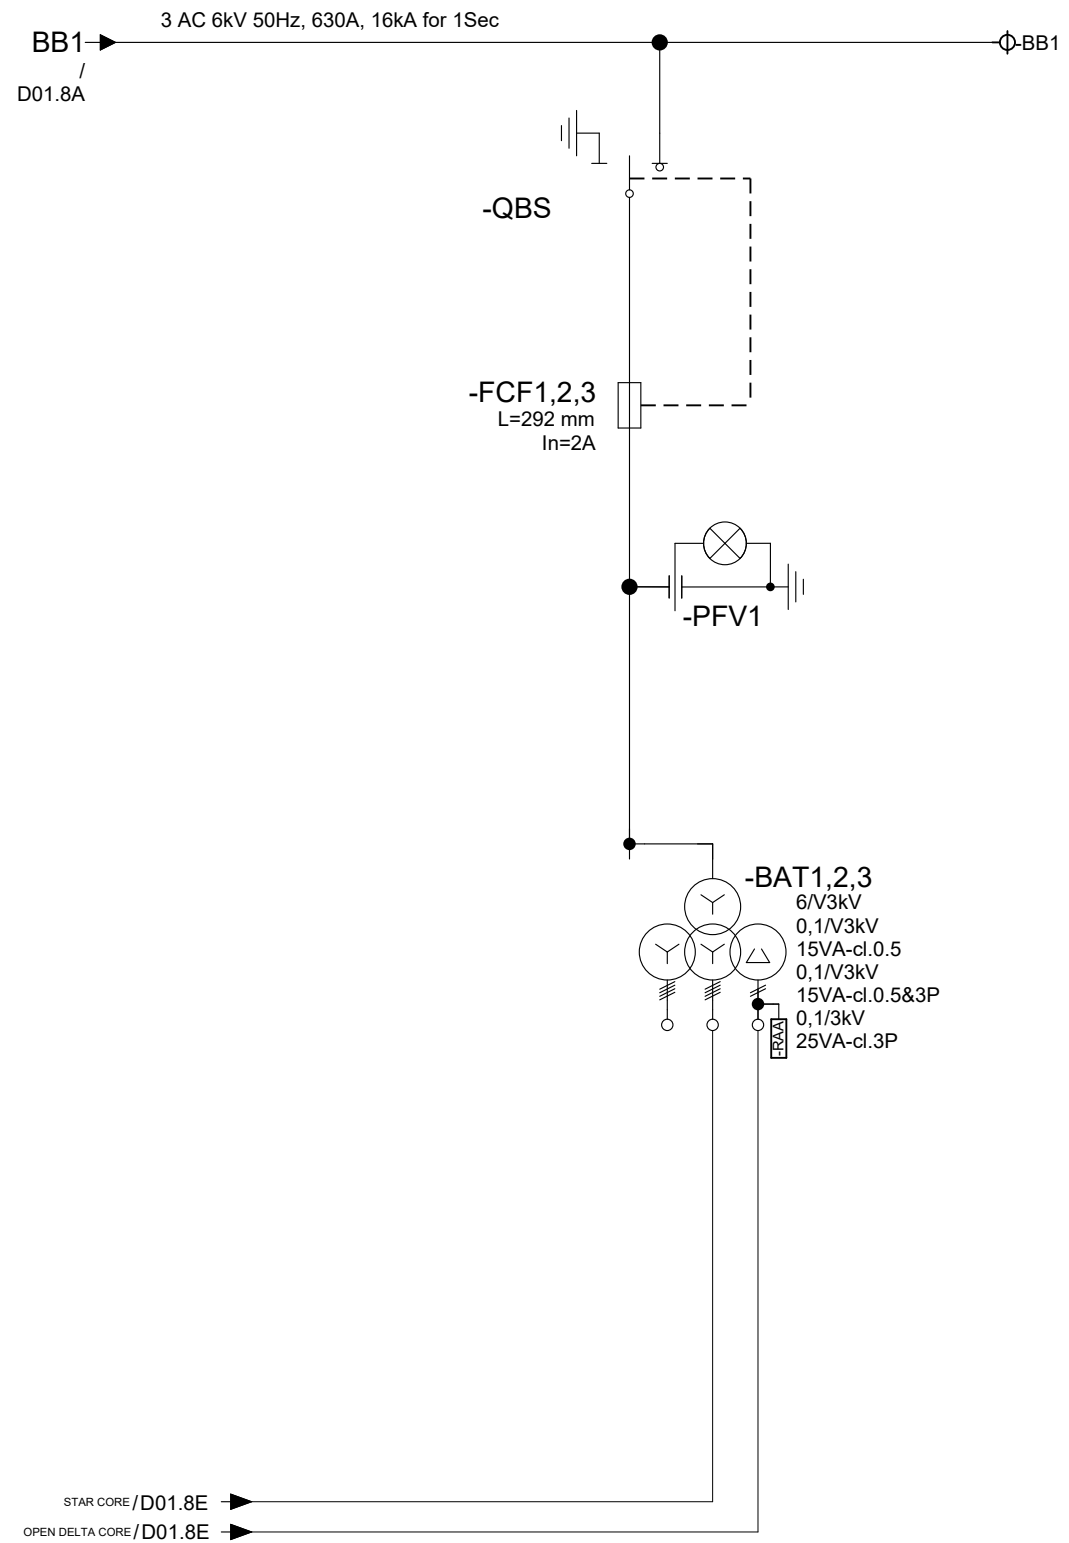 3 AC 6kV 50Hz, 630A, 16kA for 1Sec
BB1
/
D01.8A
-BB1
-QBS
-FCF1,2,3
L=292 mm
In=2A
-PFV1
-BAT1,2,3
6/V3kV
0,1/V3kV
15VA-cl.0.5
0,1/V3kV
15VA-cl.0.5&3P
0,1/3kV
25VA-cl.3P
-RAA
STAR CORE/D01.8E
OPEN DELTA CORE/D01.8E